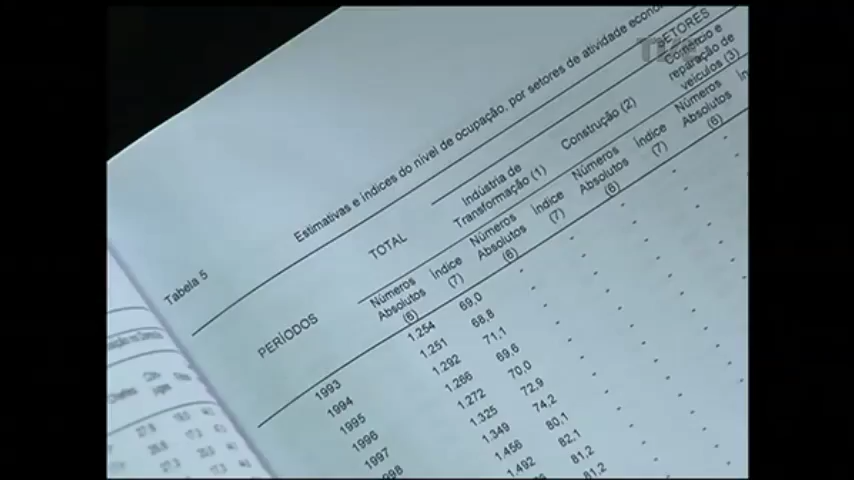 TVE
Tabela 5
Estimativas e índices do nível de ocupação, por setores de atividade
SETORES
PERÍODOS
TOTAL
Indústria de
Transformação (1)
Construção (2)
Comércio e
reparação de
veículos (3)
Números
Absolutos
(6)
Índice
(7)
Números
Absolutos
(6)
Índice
(7)
Números
Absolutos
(6)
Índice
(7)
Números
Absolutos
(6)
1993 1.254 69,0
1994 1.251 68,8
1995 1.292 71,1
1996 1.266 69,6
1997 1.272 70,0
1.325 72,9
1.349 74,2
1.456 80,1
1.492 82,1
81,2
81,2